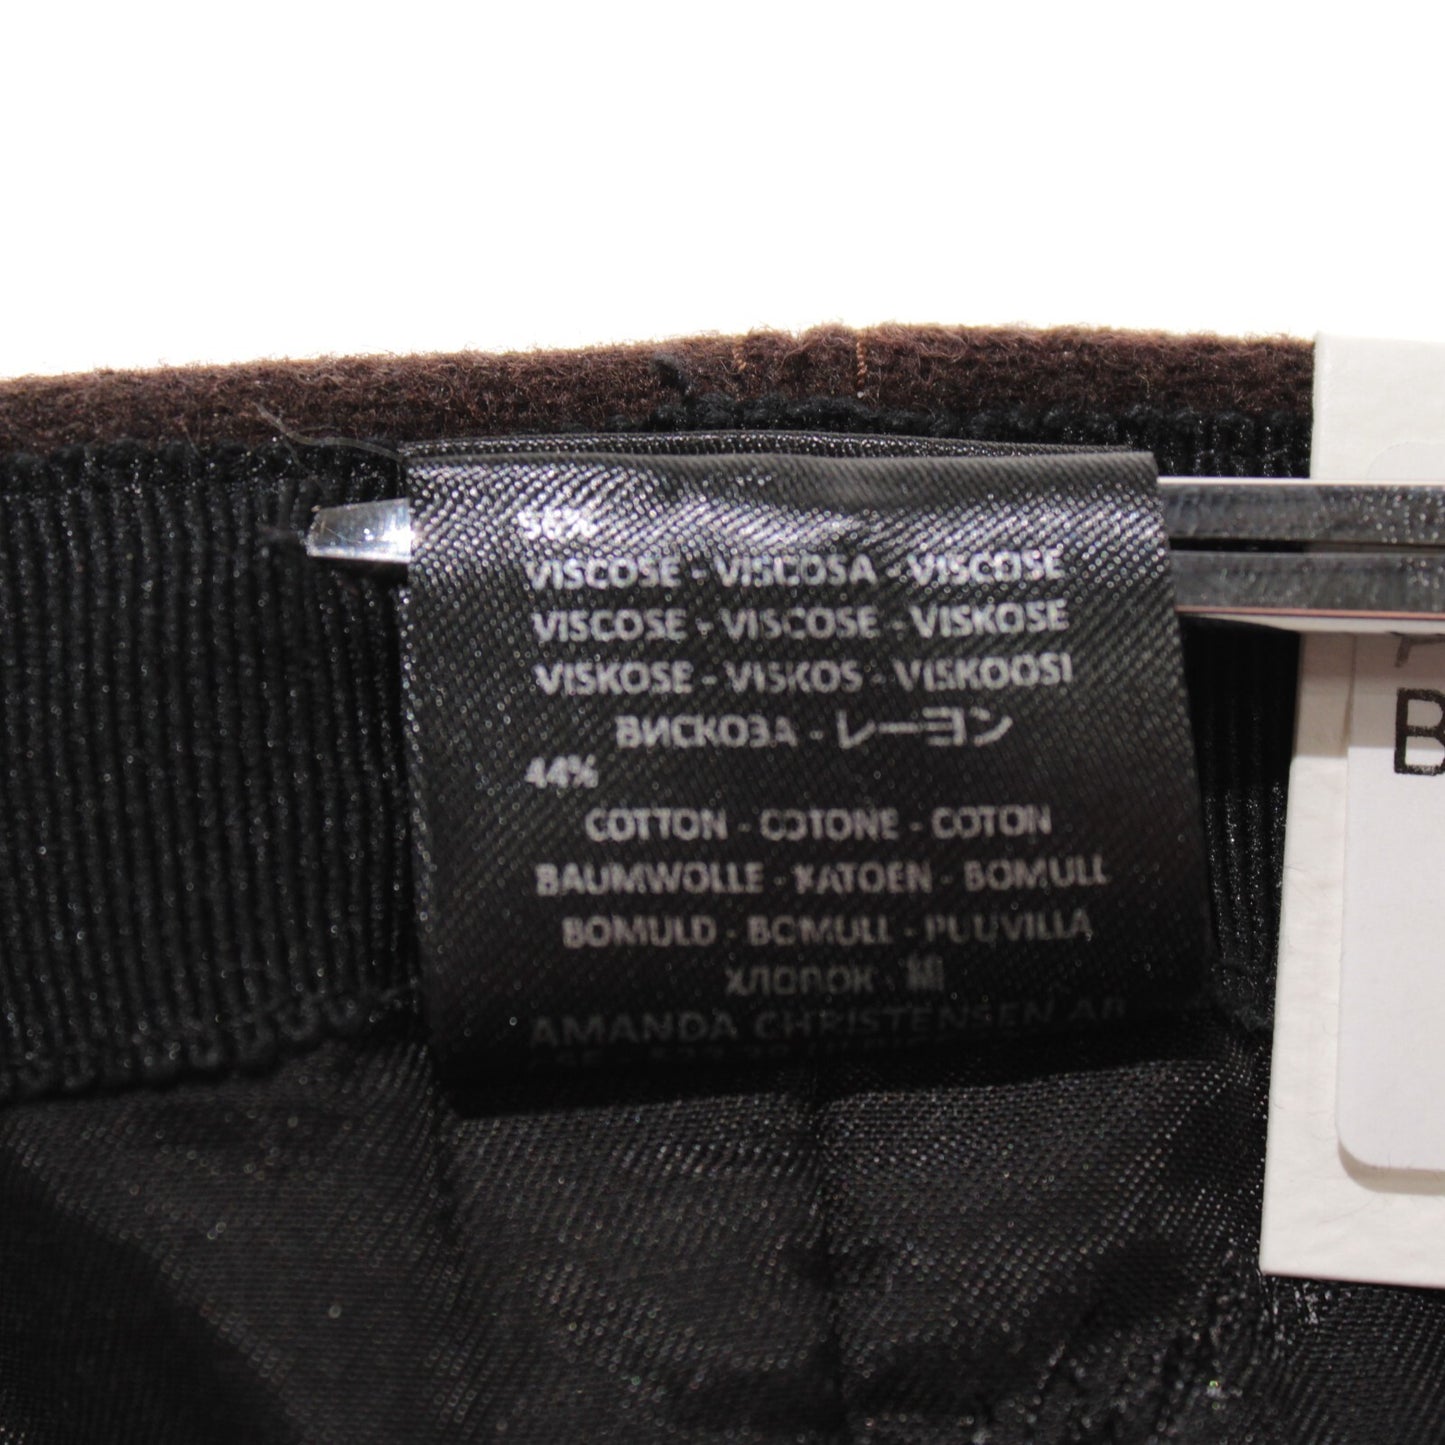 56%
VISCOSE - VISCOSA - VISCOSE
VISCOSE - VISCOSE - VISKOSE
VISKOSE - VISKOS - VISKOOSI
ВИСКОЗА - レーヨン
44%
COTTON - COTONE - COTON
BAUMWOLLE - KATOEN - BOMULL
BOMULD - BOMULL - PUUVILLA
ХЛОПОК - 綿
AMANDA CHRISTENSEN AB
B